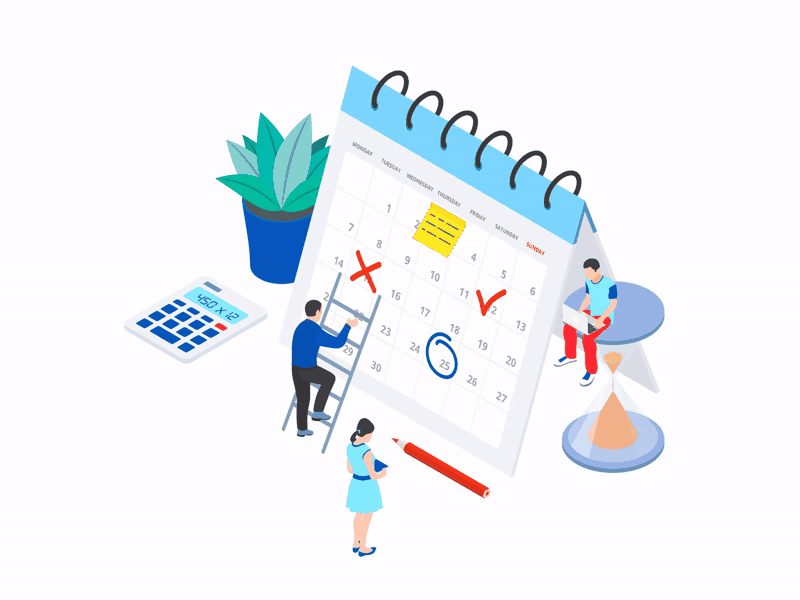 MONDAY TUESDAY WEDNESDAY THURSDAY FRIDAY SATURDAY SUNDAY
1 2 4 5 6
7 8 9 10 11 12 13
14 16 17 18 19 20
2 22 23 24 25 26 27
29 30
450 X 12